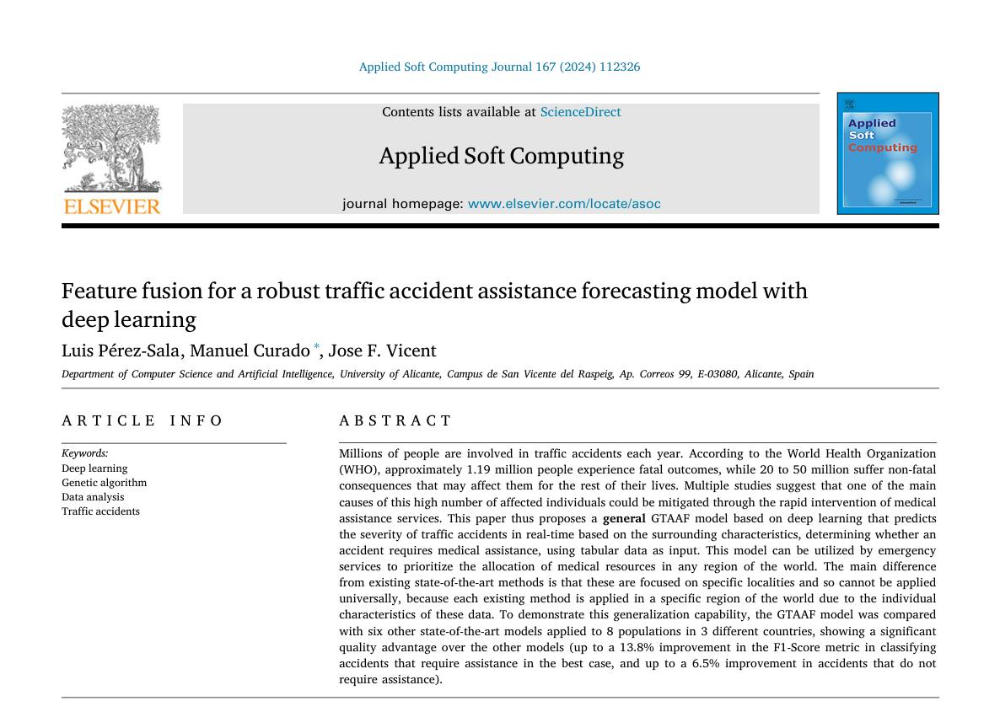 Applied Soft Computing Journal 167 (2024) 112326
Contents lists available at ScienceDirect
Applied Soft Computing
journal homepage: www.elsevier.com/locate/asoc
ELSEVIER
Applied
Soft
Computing
Feature fusion for a robust traffic accident assistance forecasting model with
deep learning
Luis Pérez-Sala, Manuel Curado *, Jose F. Vicent
Department of Computer Science and Artificial Intelligence, University of Alicante, Campus de San Vicente del Raspeig, Ap. Correos 99, E-03080, Alicante, Spain
ARTICLE INFO
Keywords:
Deep learning
Genetic algorithm
Data analysis
Traffic accidents
ABSTRACT
Millions of people are involved in traffic accidents each year. According to the World Health Organization
(WHO), approximately 1.19 million people experience fatal outcomes, while 20 to 50 million suffer non-fatal
consequences that may affect them for the rest of their lives. Multiple studies suggest that one of the main
causes of this high number of affected individuals could be mitigated through the rapid intervention of medical
assistance services. This paper thus proposes a general GTAAF model based on deep learning that predicts
the severity of traffic accidents in real-time based on the surrounding characteristics, determining whether an
accident requires medical assistance, using tabular data as input. This model can be utilized by emergency
services to prioritize the allocation of medical resources in any region of the world. The main difference
from existing state-of-the-art methods is that these are focused on specific localities and so cannot be applied
universally, because each existing method is applied in a specific region of the world due to the individual
characteristics of these data. To demonstrate this generalization capability, the GTAAF model was compared
with six other state-of-the-art models applied to 8 populations in 3 different countries, showing a significant
quality advantage over the other models (up to a 13.8% improvement in the F1-Score metric in classifying
accidents that require assistance in the best case, and up to a 6.5% improvement in accidents that do not
require assistance).